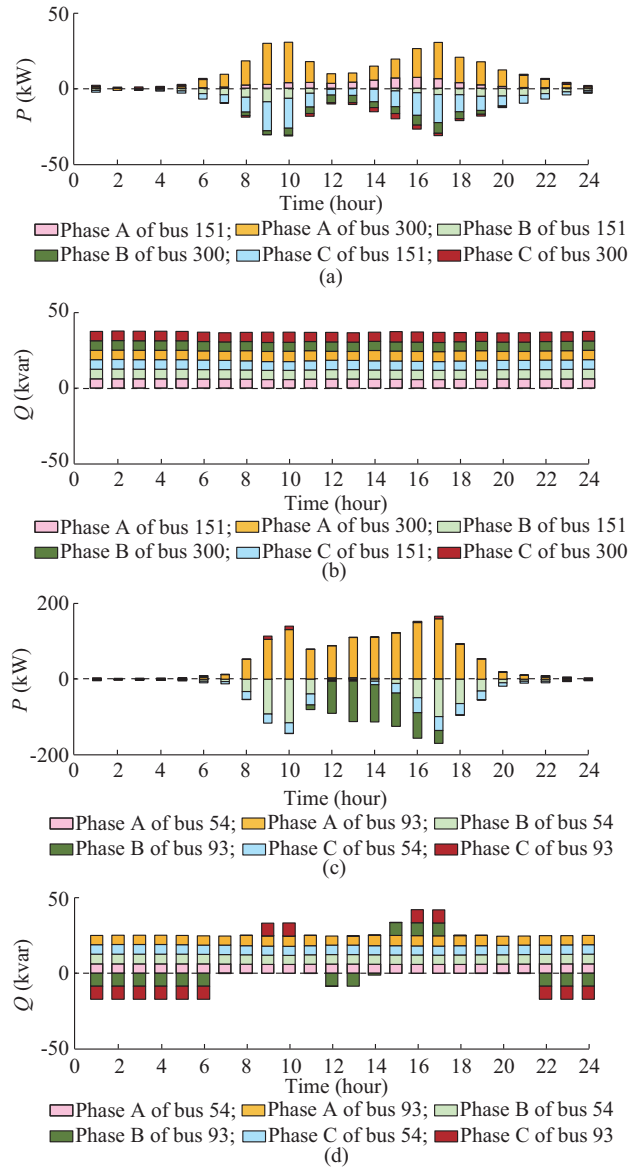 50
P (kW)
0
-50
0 2 4 6 8 10 12 14 16 18 20 22 24
Time (hour)
Phase A of bus 151; Phase A of bus 300; Phase B of bus 151
Phase B of bus 300; Phase C of bus 151; Phase C of bus 300
(a)
50
Q (kvar)
0
-50
0 2 4 6 8 10 12 14 16 18 20 22 24
Time (hour)
Phase A of bus 151; Phase A of bus 300; Phase B of bus 151
Phase B of bus 300; Phase C of bus 151; Phase C of bus 300
(b)
200
P (kW)
0
-200
0 2 4 6 8 10 12 14 16 18 20 22 24
Time (hour)
Phase A of bus 54; Phase A of bus 93; Phase B of bus 54
Phase B of bus 93; Phase C of bus 54; Phase C of bus 93
(c)
50
Q (kvar)
0
-50
0 2 4 6 8 10 12 14 16 18 20 22 24
Time (hour)
Phase A of bus 54; Phase A of bus 93; Phase B of bus 54
Phase B of bus 93; Phase C of bus 54; Phase C of bus 93
(d)